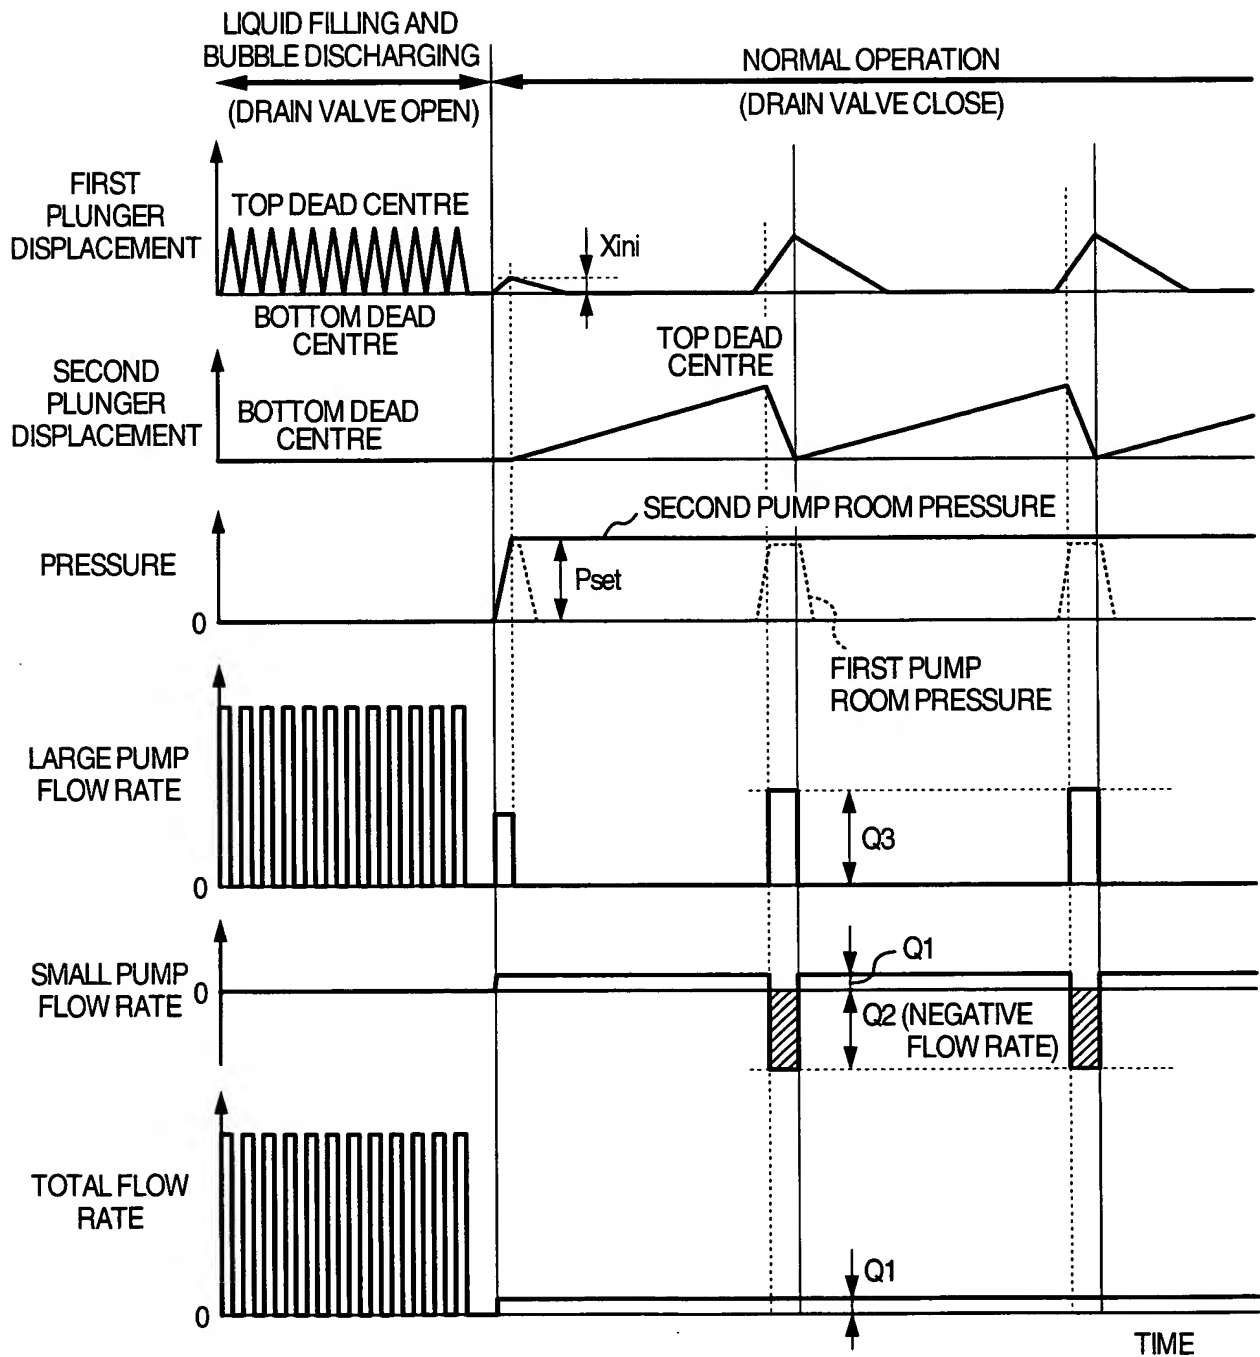 LIQUID FILLING AND
BUBBLE DISCHARGING
NORMAL OPERATION
(DRAIN VALVE OPEN)
(DRAIN VALVE CLOSE)
FIRST
PLUNGER
DISPLACEMENT
TOP DEAD CENTRE
Xini
BOTTOM DEAD
CENTRE
TOP DEAD
CENTRE
SECOND
PLUNGER
DISPLACEMENT
BOTTOM DEAD
CENTRE
SECOND PUMP ROOM PRESSURE
PRESSURE
Pset
0
FIRST PUMP
ROOM PRESSURE
LARGE PUMP
FLOW RATE
Q3
0
Q1
SMALL PUMP
FLOW RATE
0
Q2 (NEGATIVE
FLOW RATE)
TOTAL FLOW
RATE
Q1
0
TIME